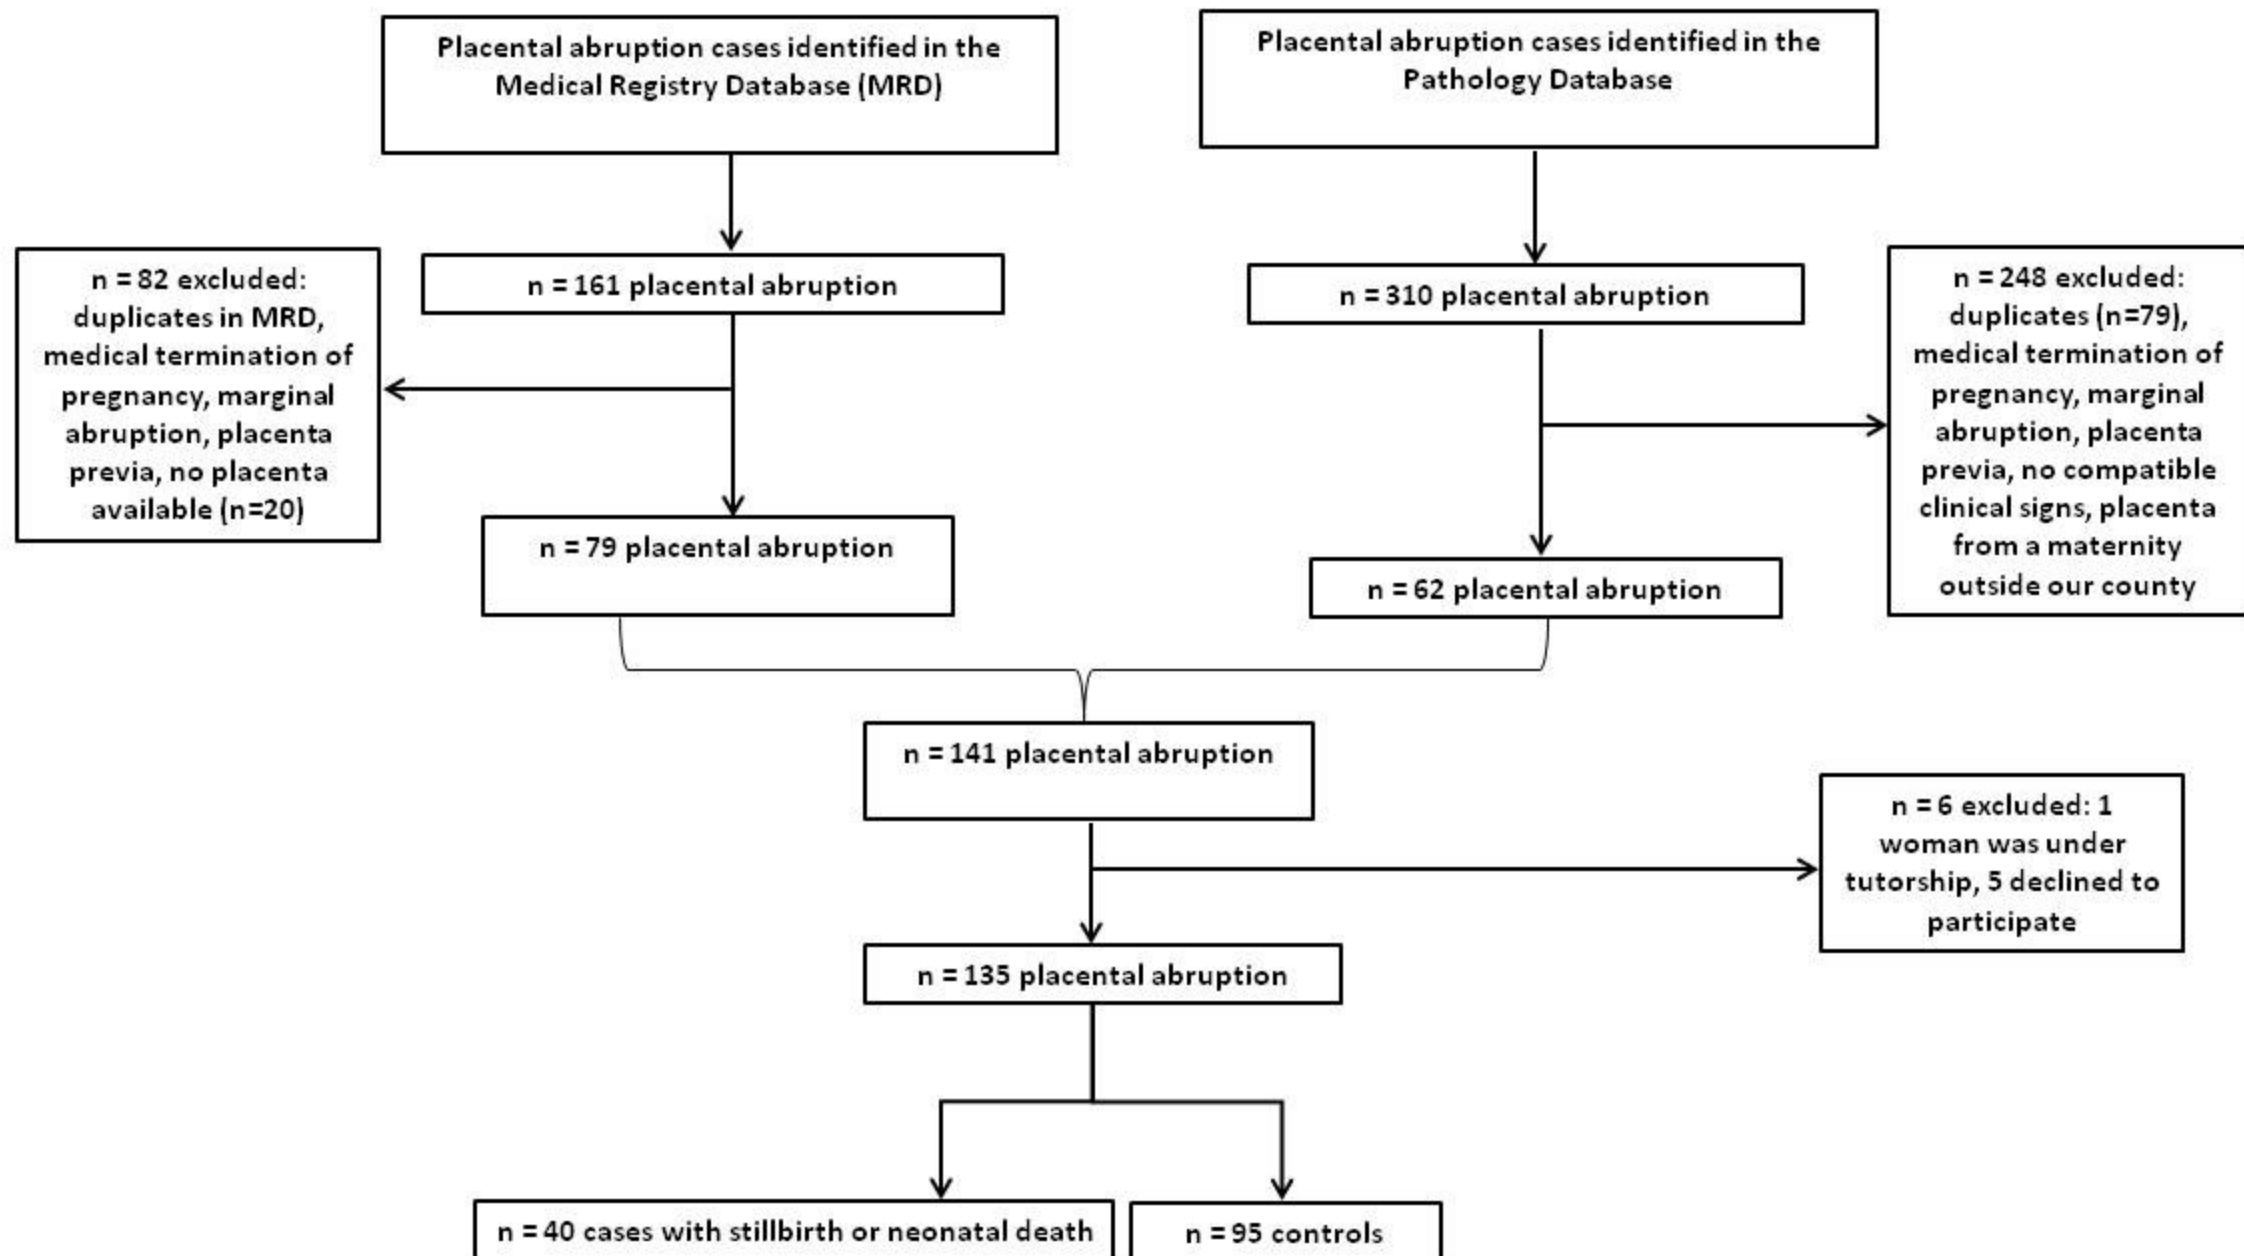 Placental abruption cases identified in the
Medical Registry Database (MRD)
Placental abruption cases identified in the
Pathology Database
n = 82 excluded:
duplicates in MRD,
medical termination of
pregnancy, marginal
abruption, placenta
previa, no placenta
available (n=20)
n = 161 placental abruption
n = 310 placental abruption
n = 248 excluded:
duplicates (n=79),
medical termination of
pregnancy, marginal
abruption, placenta
previa, no compatible
clinical signs, placenta
from a maternity
outside our county
n = 79 placental abruption
n = 62 placental abruption
n = 141 placental abruption
n = 6 excluded: 1
woman was under
tutorship, 5 declined to
participate
n = 135 placental abruption
n = 40 cases with stillbirth or neonatal death
n = 95 controls